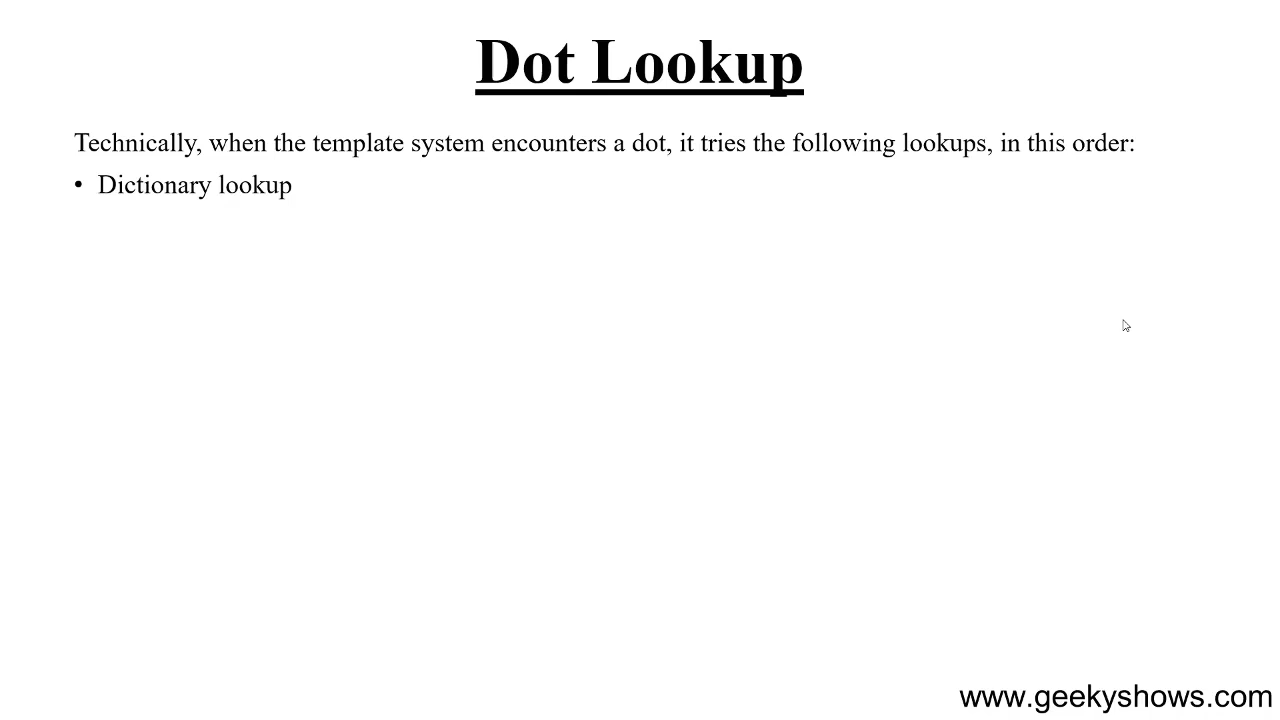 Dot Lookup
Technically, when the template system encounters a dot, it tries the following lookups, in this order:
• Dictionary lookup
www.geekyshows.com